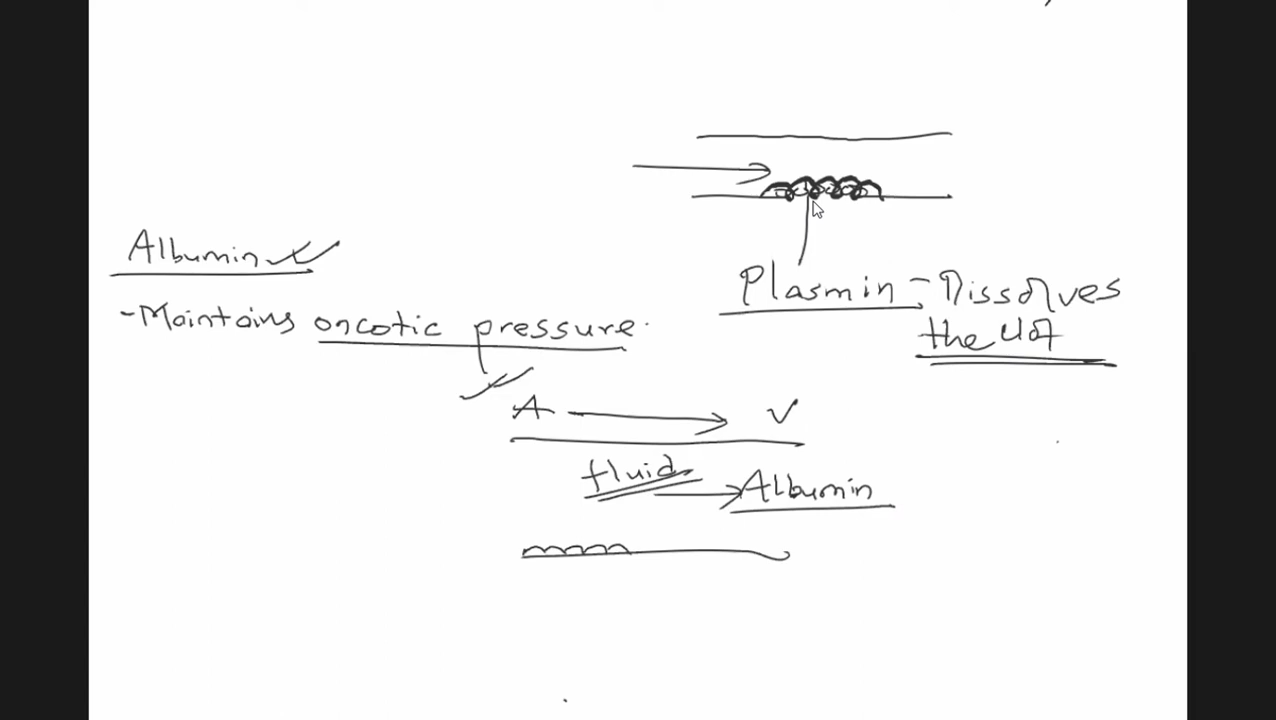 Albumin
-Maintains oncotic pressure.
Plasmin - Dissolves
the clot
A → V
fluid → Albumin